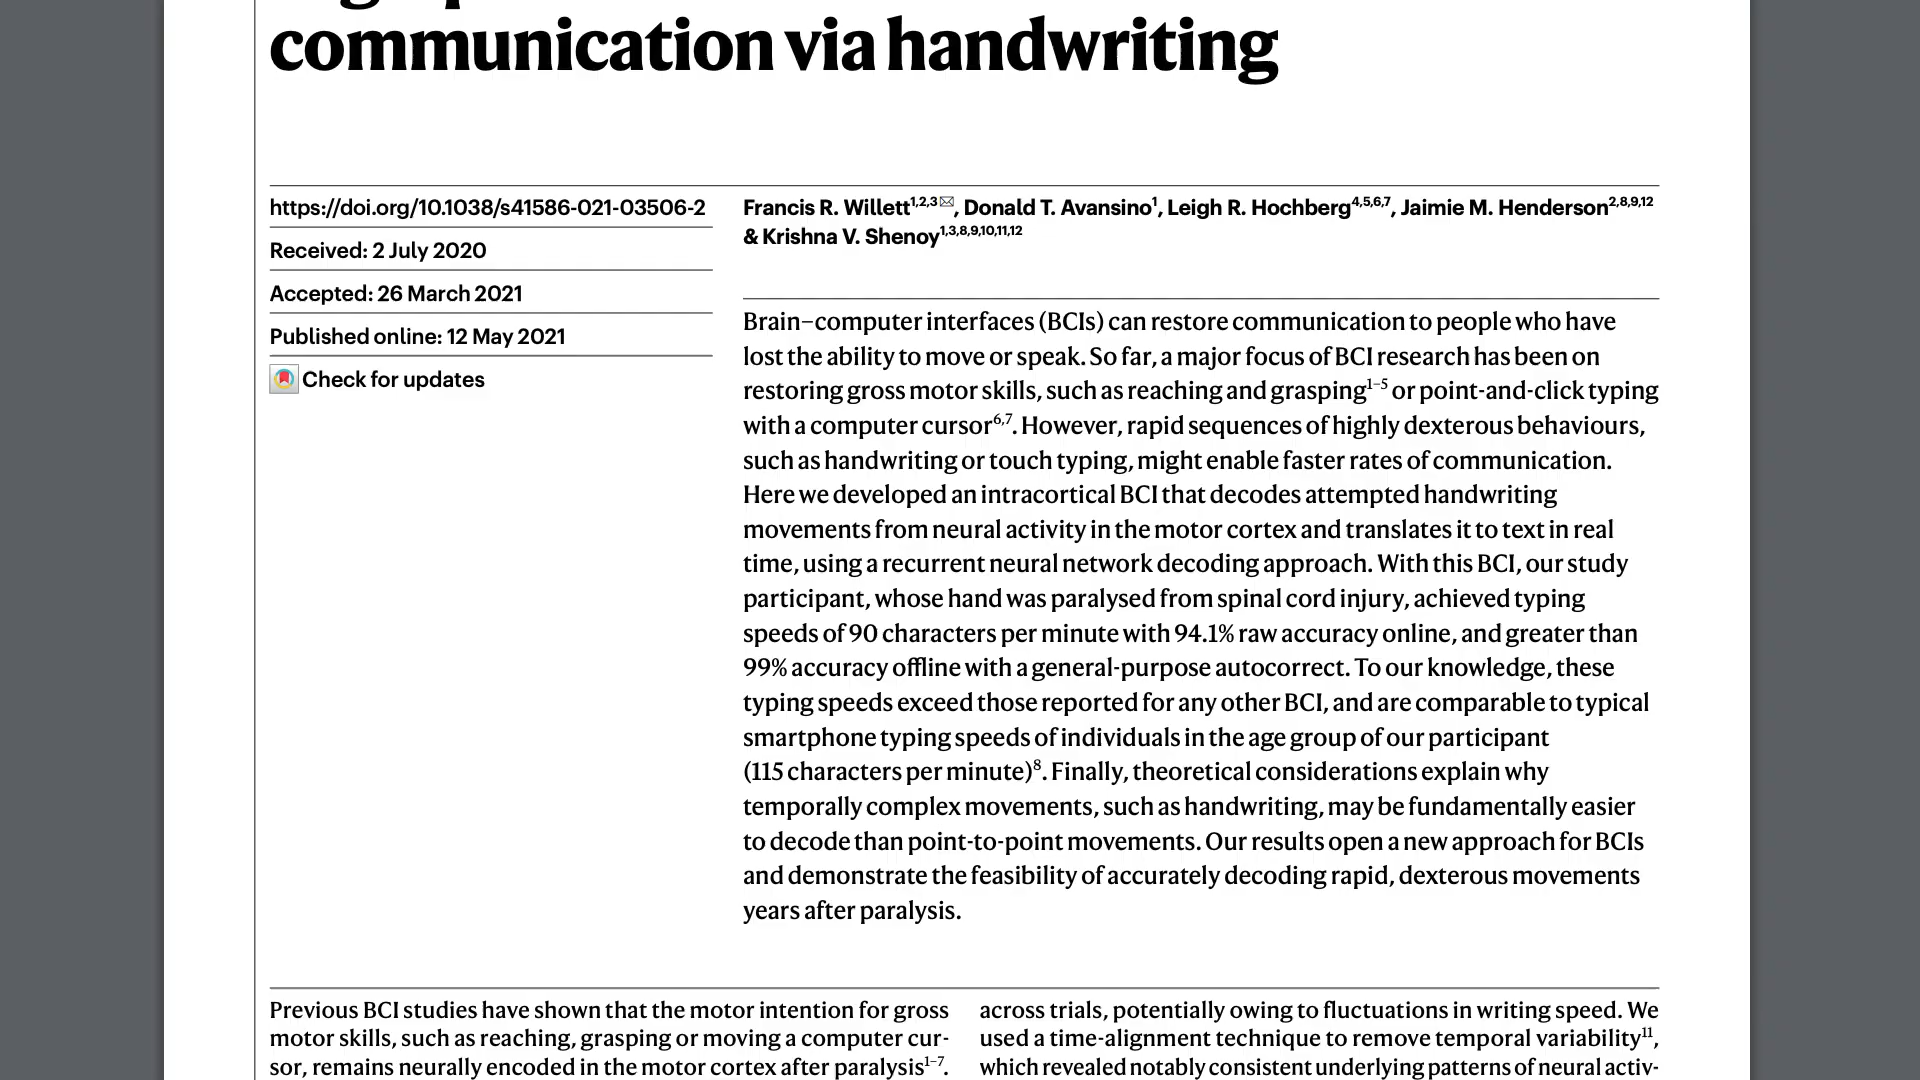 communication via handwriting
https://doi.org/10.1038/s41586-021-03506-2
Received: 2 July 2020
Accepted: 26 March 2021
Published online: 12 May 2021
Check for updates
Francis R. Willett1,2,3✉, Donald T. Avansino1, Leigh R. Hochberg4,5,6,7, Jaimie M. Henderson2,8,9,12
& Krishna V. Shenoy1,3,8,9,10,11,12
Brain–computer interfaces (BCIs) can restore communication to people who have
lost the ability to move or speak. So far, a major focus of BCI research has been on
restoring gross motor skills, such as reaching and grasping1–5 or point-and-click typing
with a computer cursor6,7. However, rapid sequences of highly dexterous behaviours,
such as handwriting or touch typing, might enable faster rates of communication.
Here we developed an intracortical BCI that decodes attempted handwriting
movements from neural activity in the motor cortex and translates it to text in real
time, using a recurrent neural network decoding approach. With this BCI, our study
participant, whose hand was paralysed from spinal cord injury, achieved typing
speeds of 90 characters per minute with 94.1% raw accuracy online, and greater than
99% accuracy offline with a general-purpose autocorrect. To our knowledge, these
typing speeds exceed those reported for any other BCI, and are comparable to typical
smartphone typing speeds of individuals in the age group of our participant
(115 characters per minute)8. Finally, theoretical considerations explain why
temporally complex movements, such as handwriting, may be fundamentally easier
to decode than point-to-point movements. Our results open a new approach for BCIs
and demonstrate the feasibility of accurately decoding rapid, dexterous movements
years after paralysis.
Previous BCI studies have shown that the motor intention for gross
motor skills, such as reaching, grasping or moving a computer cur-
sor, remains neurally encoded in the motor cortex after paralysis1–7.
across trials, potentially owing to fluctuations in writing speed. We
used a time-alignment technique to remove temporal variability11,
which revealed notably consistent underlying patterns of neural activ-